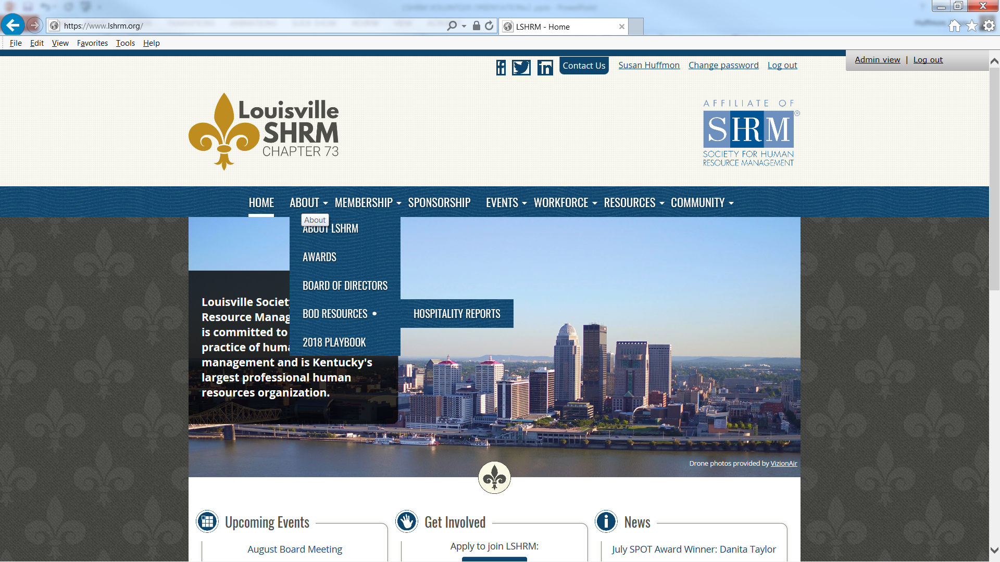 https://www.lshrm.org/
LSHRM - Home
File Edit View Favorites Tools Help
Admin view | Log out
Contact Us Susan Huffmon Change password Log out
Louisville
SHRM
CHAPTER 73
AFFILIATE OF
SHRM®
SOCIETY FOR HUMAN
RESOURCE MANAGEMENT
HOME ABOUT MEMBERSHIP SPONSORSHIP EVENTS WORKFORCE RESOURCES COMMUNITY
About
ABOUT LSHRM
AWARDS
BOARD OF DIRECTORS
BOD RESOURCES • HOSPITALITY REPORTS
2018 PLAYBOOK
Louisville Society
Resource Manag
is committed to
practice of huma
management and is Kentucky's
largest professional human
resources organization.
Drone photos provided by VizionAir
Upcoming Events
August Board Meeting
Get Involved
Apply to join LSHRM:
News
July SPOT Award Winner: Danita Taylor